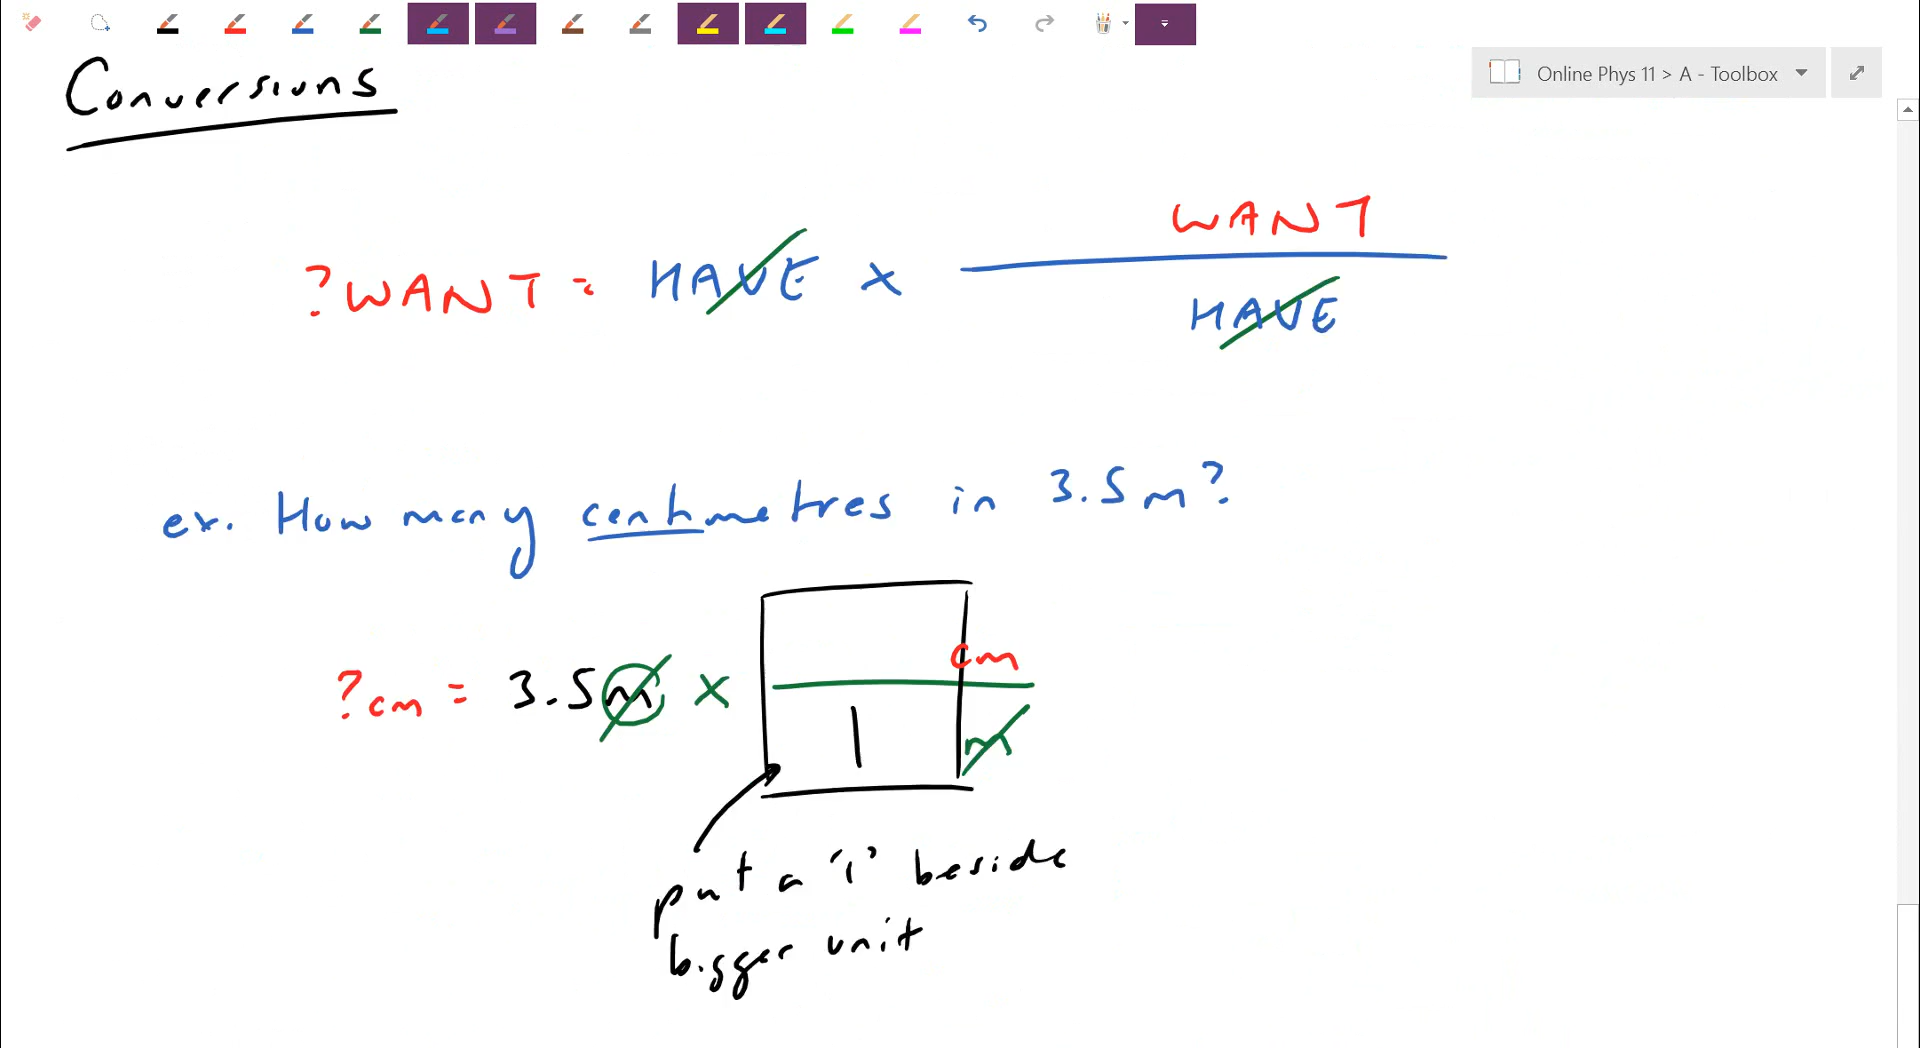 Online Phys 11 > A - Toolbox
Conversions
?WANT = HAVE x WANT
HAVE
ex. How many centimetres in 3.5m?
?cm = 3.5m x cm
1 m
put a '1' beside
bigger unit